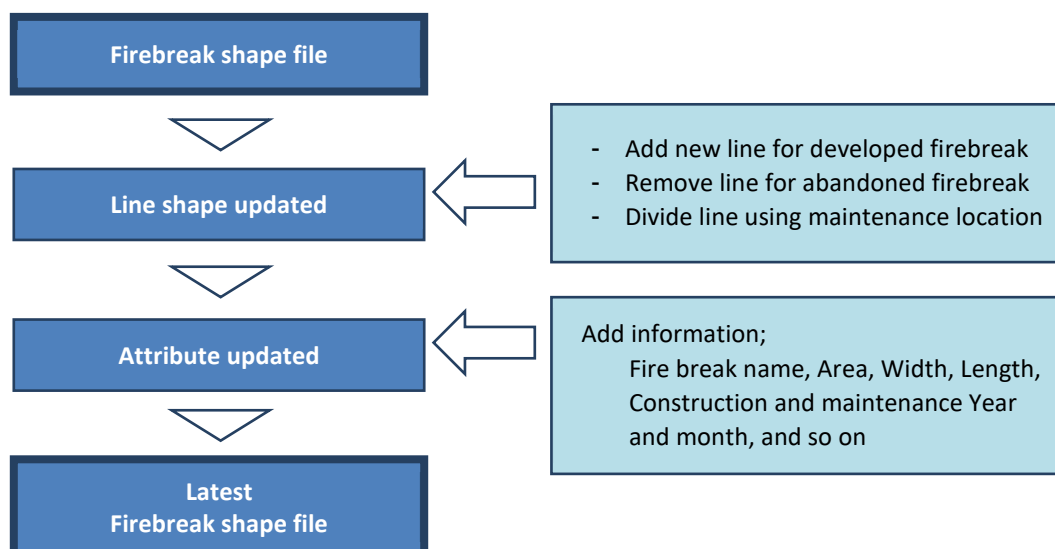 Firebreak shape file
Line shape updated
- Add new line for developed firebreak
- Remove line for abandoned firebreak
- Divide line using maintenance location
Attribute updated
Add information;
Fire break name, Area, Width, Length,
Construction and maintenance Year
and month, and so on
Latest
Firebreak shape file